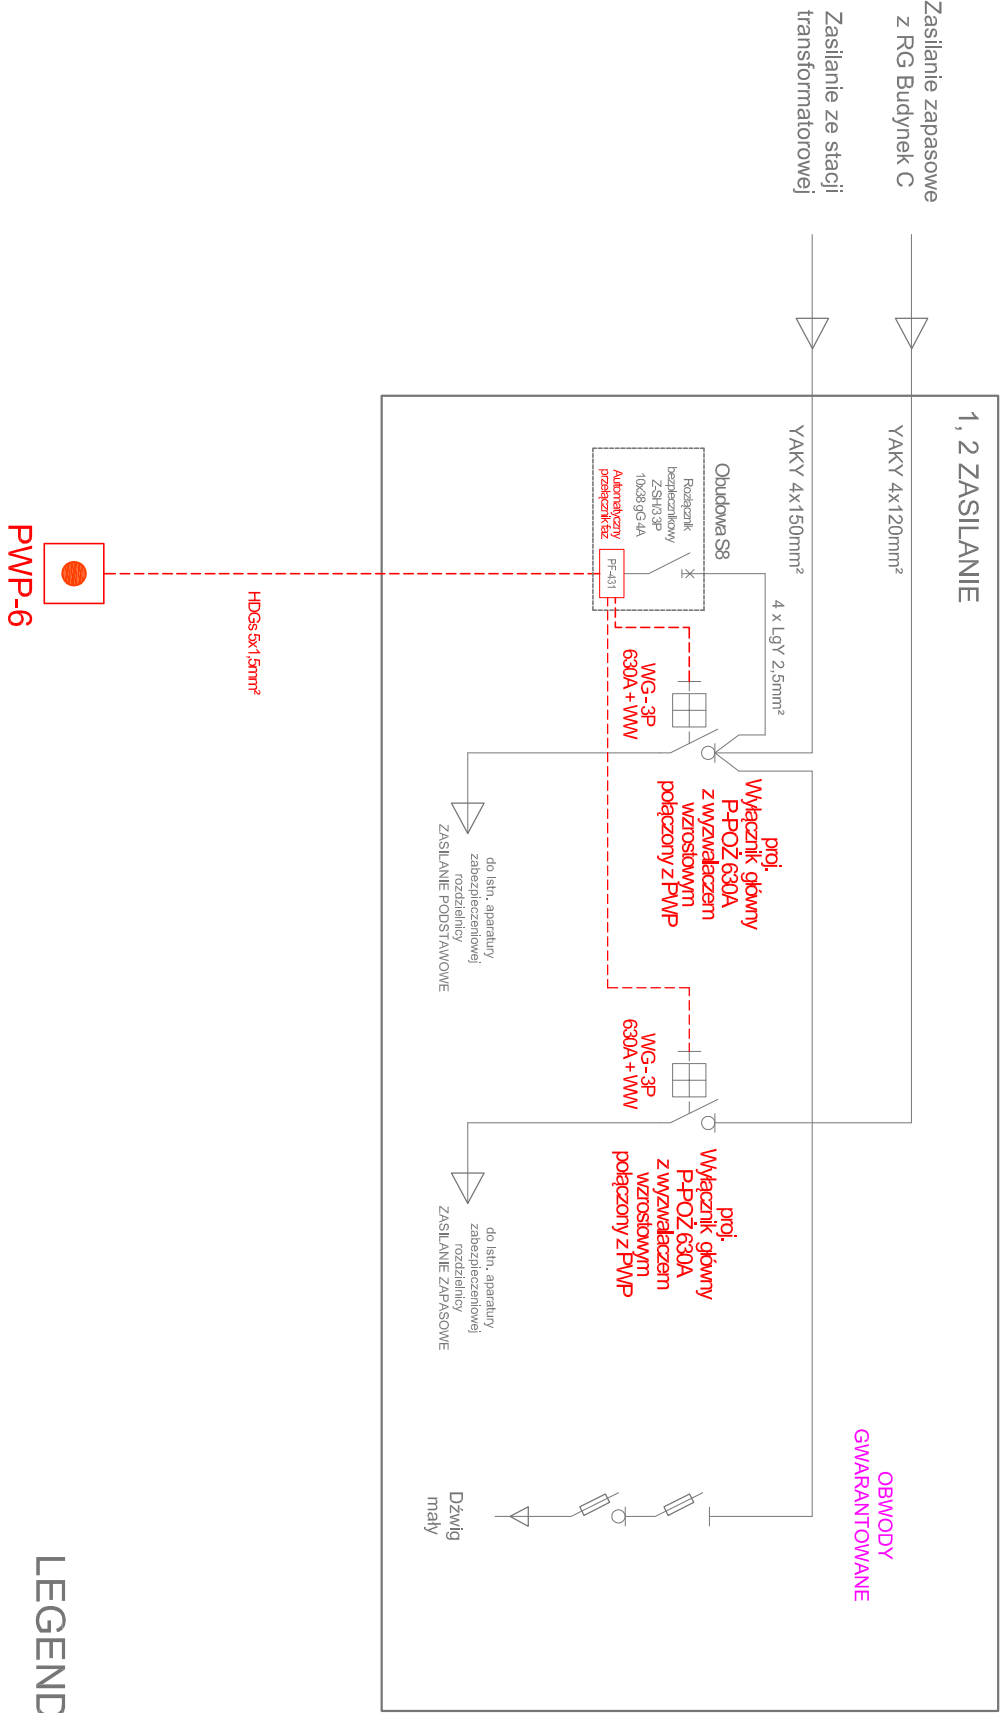 Zasilanie zapasowe
z RG Budynek C
Zasilanie ze stacji
transformatorowej
1, 2 ZASILANIE
YAKY 4x120mm²
YAKY 4x150mm²
Obudowa S8
Rozłącznik
bezpiecznikowy
Z-SH/3 3P
10x38 gG 4A
Automatyczny
przełącznik faz
PF-431
4 x LgY 2,5mm²
WG - 3P
630A + WW
proj.
Wyłącznik główny
P-POŻ 630A
z wyzwalaczem
wzrostowym
połączony z PWP
do istn. aparatury
zabezpieczeniowej
rozdzielnicy
ZASILANIE PODSTAWOWE
WG - 3P
630A + WW
proj.
Wyłącznik główny
P-POŻ 630A
z wyzwalaczem
wzrostowym
połączony z PWP
do istn. aparatury
zabezpieczeniowej
rozdzielnicy
ZASILANIE ZAPASOWE
OBWODY
GWARANTOWANE
Dźwig
mały
HDGs 5x1,5mm²
PWP-6
LEGEND